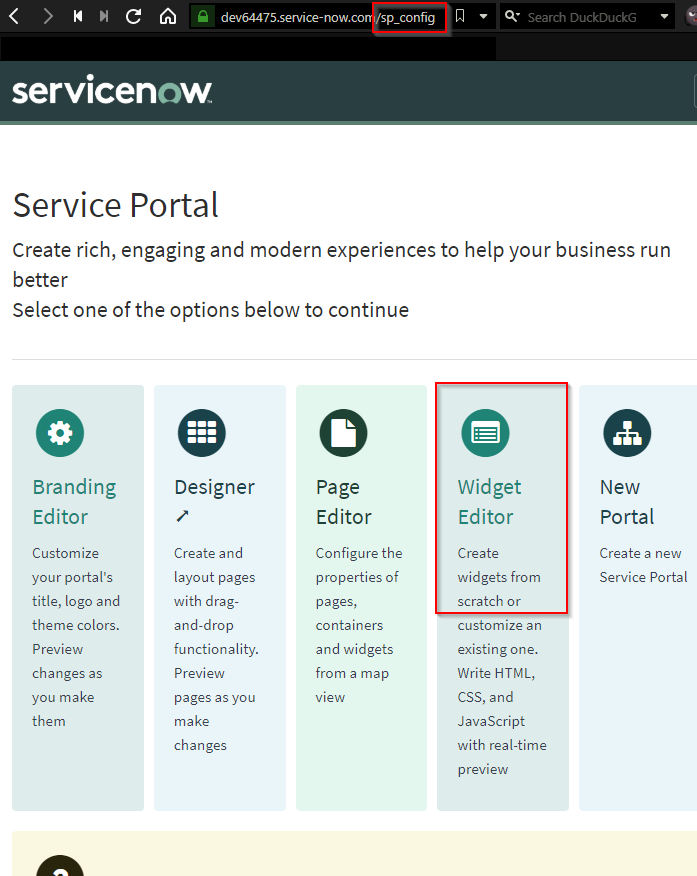 dev64475.service-now.com/sp_config
Search DuckDuckG
servicenow
Service Portal
Create rich, engaging and modern experiences to help your business run
better
Select one of the options below to continue
Branding
Editor
Customize
your portal's
title, logo and
theme colors.
Preview
changes as
you make
them
Designer
Create and
layout pages
with drag-
and-drop
functionality.
Preview
pages as you
make
changes
Page
Editor
Configure the
properties of
pages,
containers
and widgets
from a map
view
Widget
Editor
Create
widgets from
scratch or
customize an
existing one.
Write HTML,
CSS, and
JavaScript
with real-time
preview
New
Portal
Create a new
Service Portal